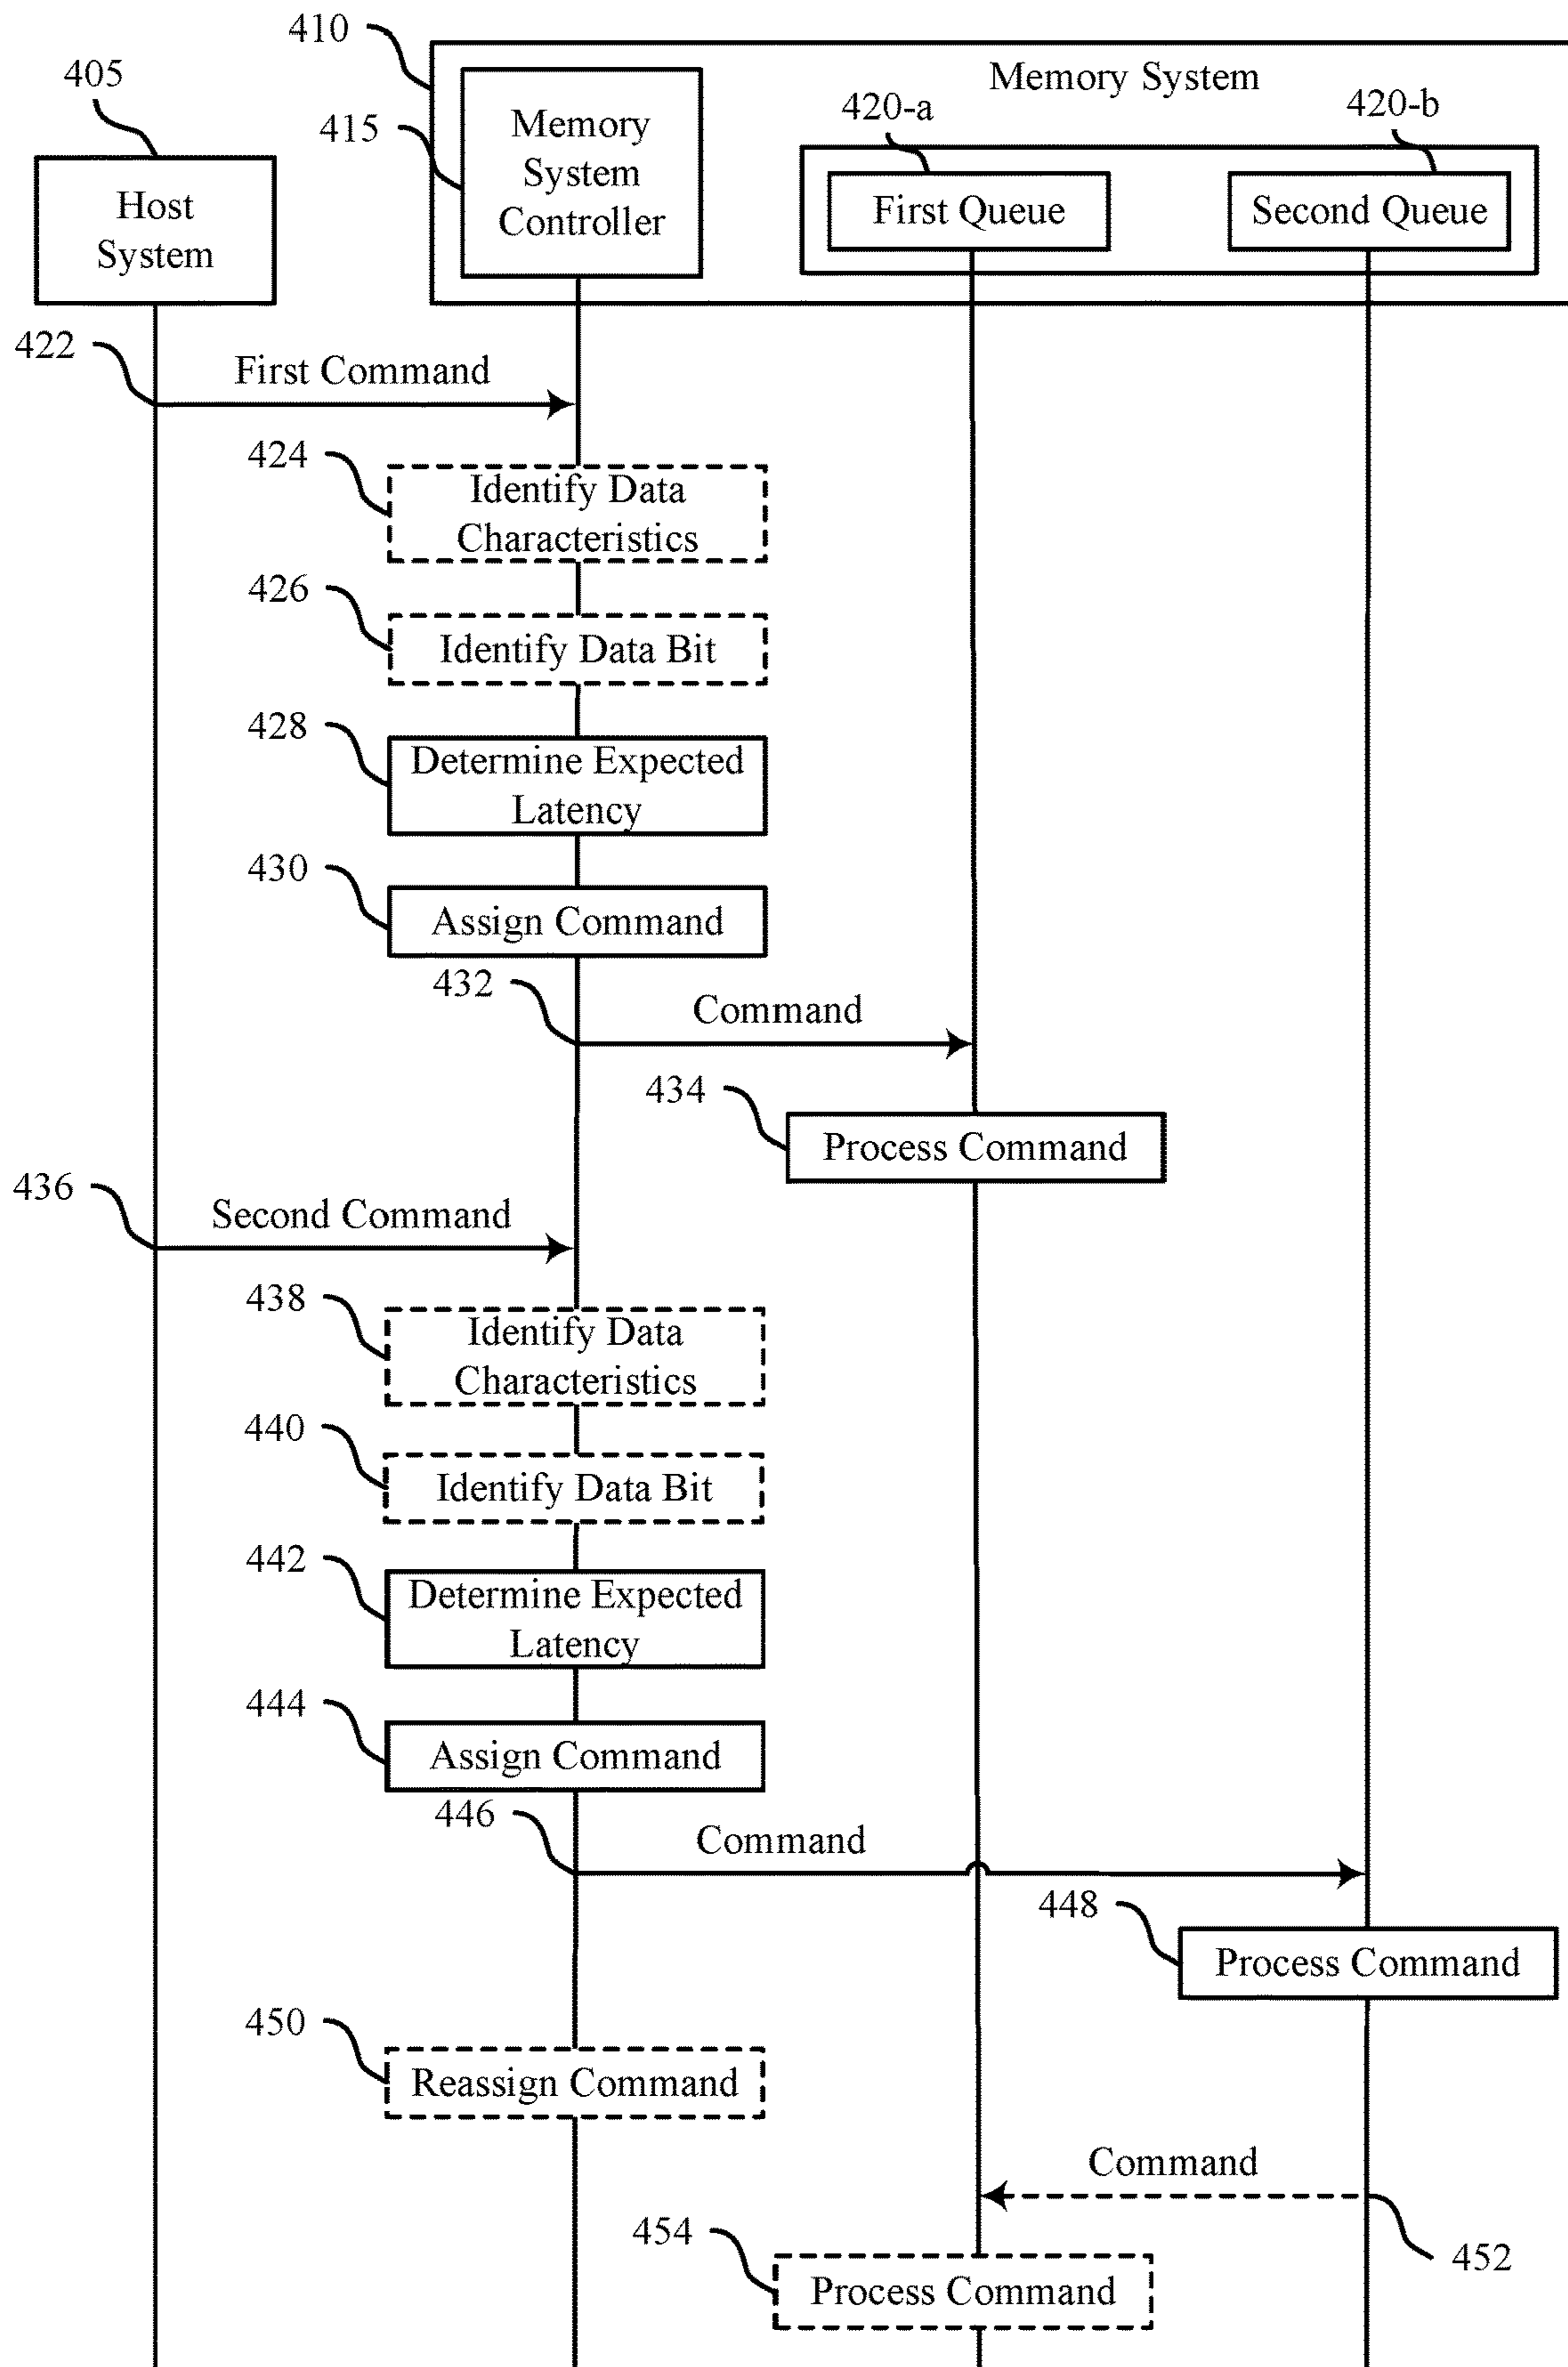 410
Memory System
405
415
Memory
System
Controller
420-a
420-b
Host
System
First Queue
Second Queue
422
First Command
424
Identify Data
Characteristics
426
Identify Data Bit
428
Determine Expected
Latency
430
Assign Command
432
Command
434
Process Command
436
Second Command
438
Identify Data
Characteristics
440
Identify Data Bit
442
Determine Expected
Latency
444
Assign Command
446
Command
448
Process Command
450
Reassign Command
Command
452
454
Process Command